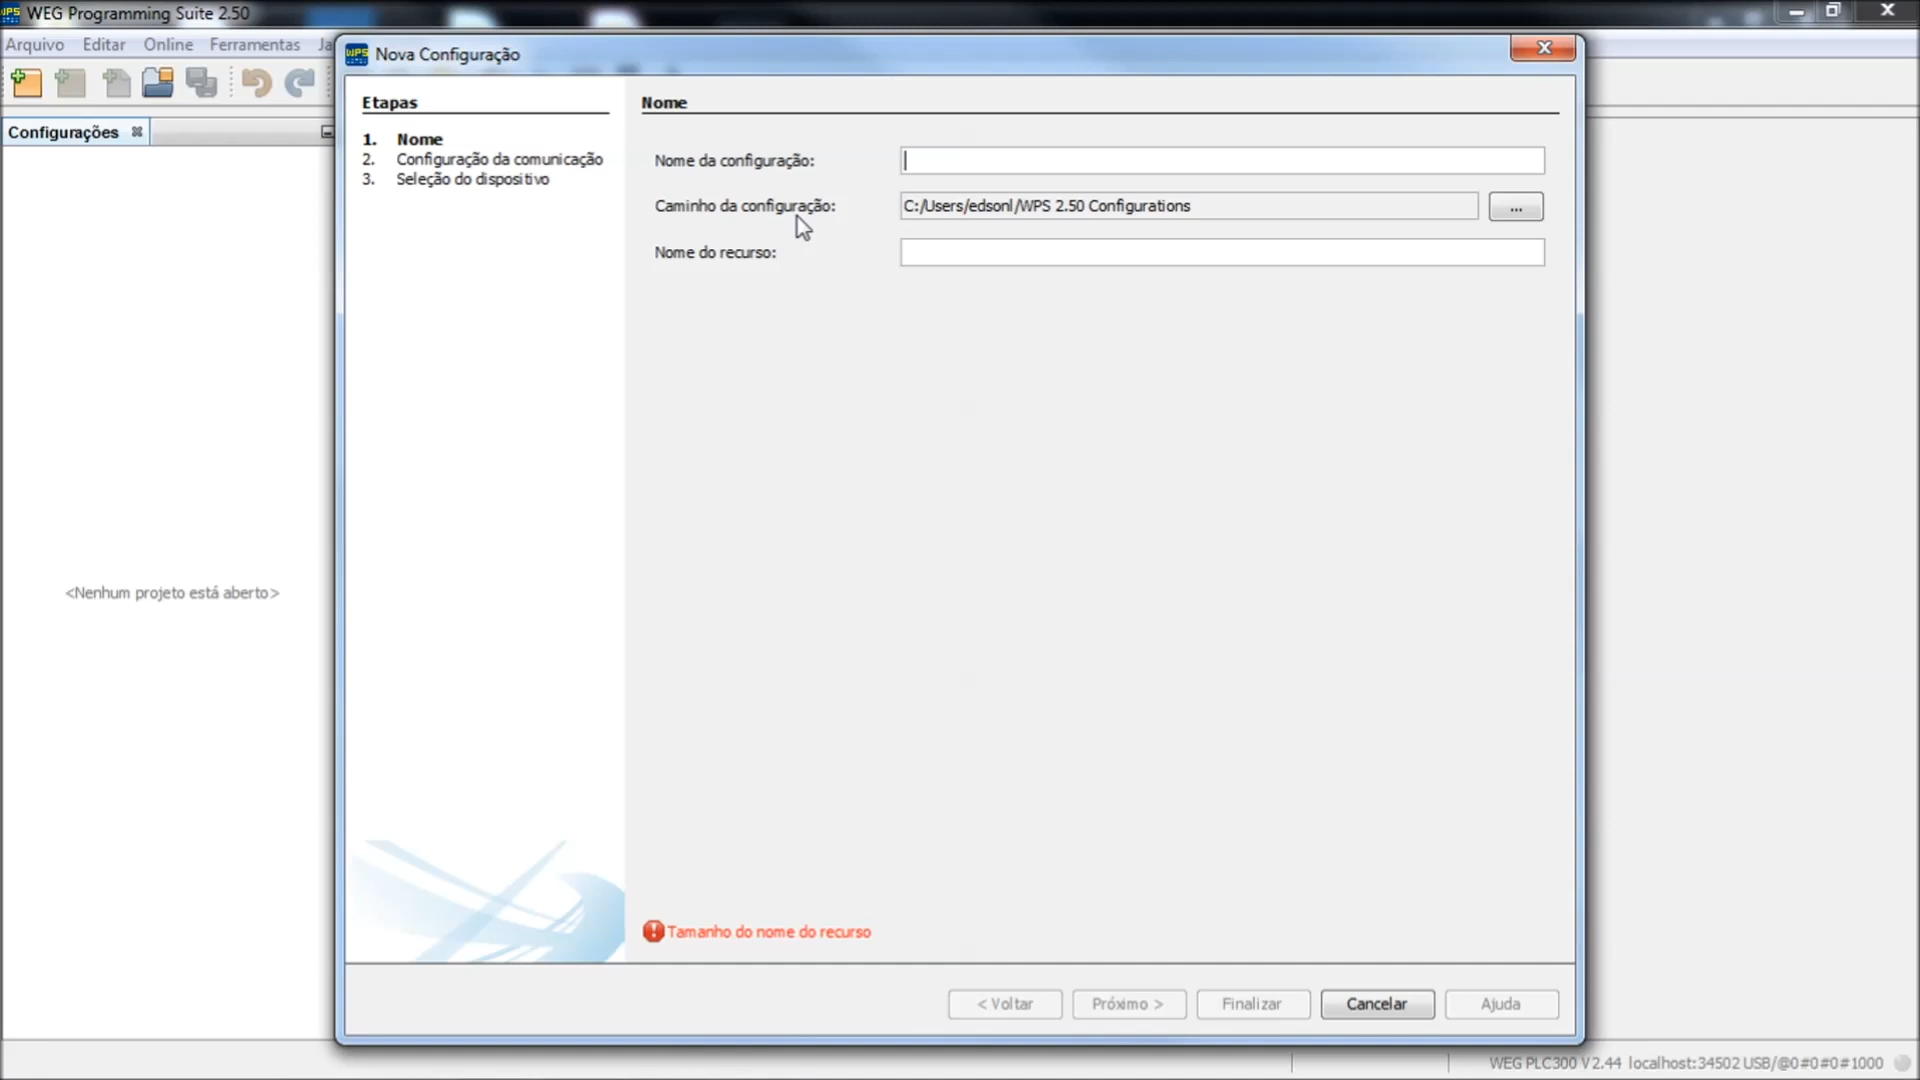 WEG Programming Suite 2.50
Arquivo Editar Online Ferramentas Ja
WPS Nova Configuração
Configurações
Etapas
1. Nome
2. Configuração da comunicação
3. Seleção do dispositivo
Nome
Nome da configuração:
Caminho da configuração: C:/Users/edsonl/WPS 2.50 Configurations ...
Nome do recurso:
<Nenhum projeto está aberto>
Tamanho do nome do recurso
< Voltar Próximo > Finalizar Cancelar Ajuda
WEG PLC300 V2.44 localhost:34502 USB/@0#0#0#1000